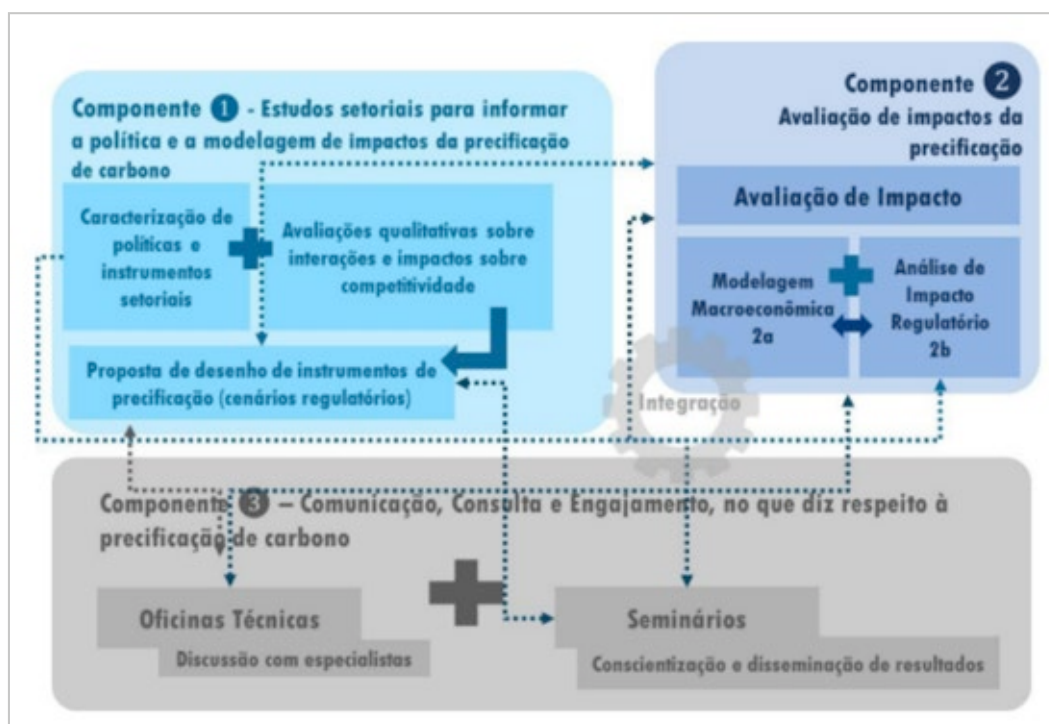 Componente 1 - Estudos setoriais para informar
a política e a modelagem de impactos da precificação
de carbono
Caracterização de
políticas e
instrumentos
setoriais
Avaliações qualitativas sobre
interações e impactos sobre
competitividade
Proposta de desenho de instrumentos de
precificação (cenários regulatórios)
Componente 2
Avaliação de impactos da
precificação
Avaliação de Impacto
Modelagem
Macroeconômica
2a
Análise de
Impacto
Regulatório
2b
Integração
Componente 3 – Comunicação, Consulta e Engajamento, no que diz respeito à
precificação de carbono
Oficinas Técnicas
Discussão com especialistas
Seminários
Conscientização e disseminação de resultados